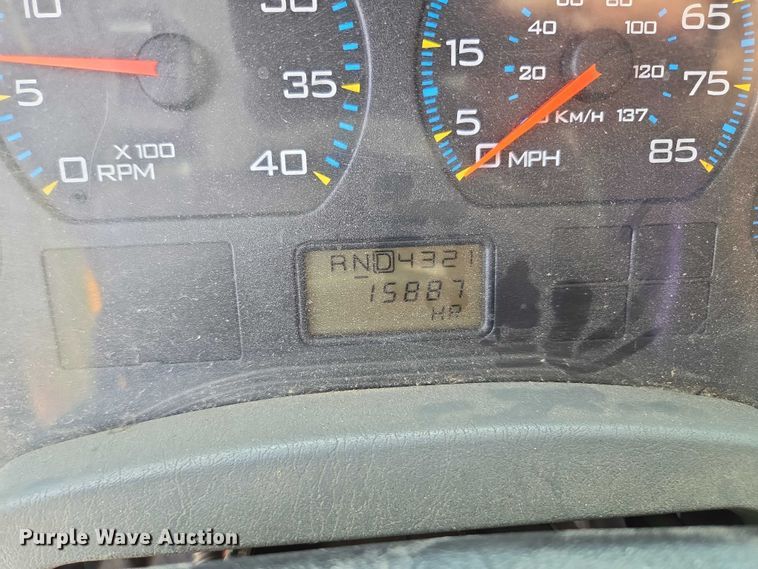 10 30 60 80 65
40 100
15 20 120 75
5 35 5 KM/H 137
X100
0 RPM 40 0 MPH 85
RND4321
15887
HR
Purple Wave Auction